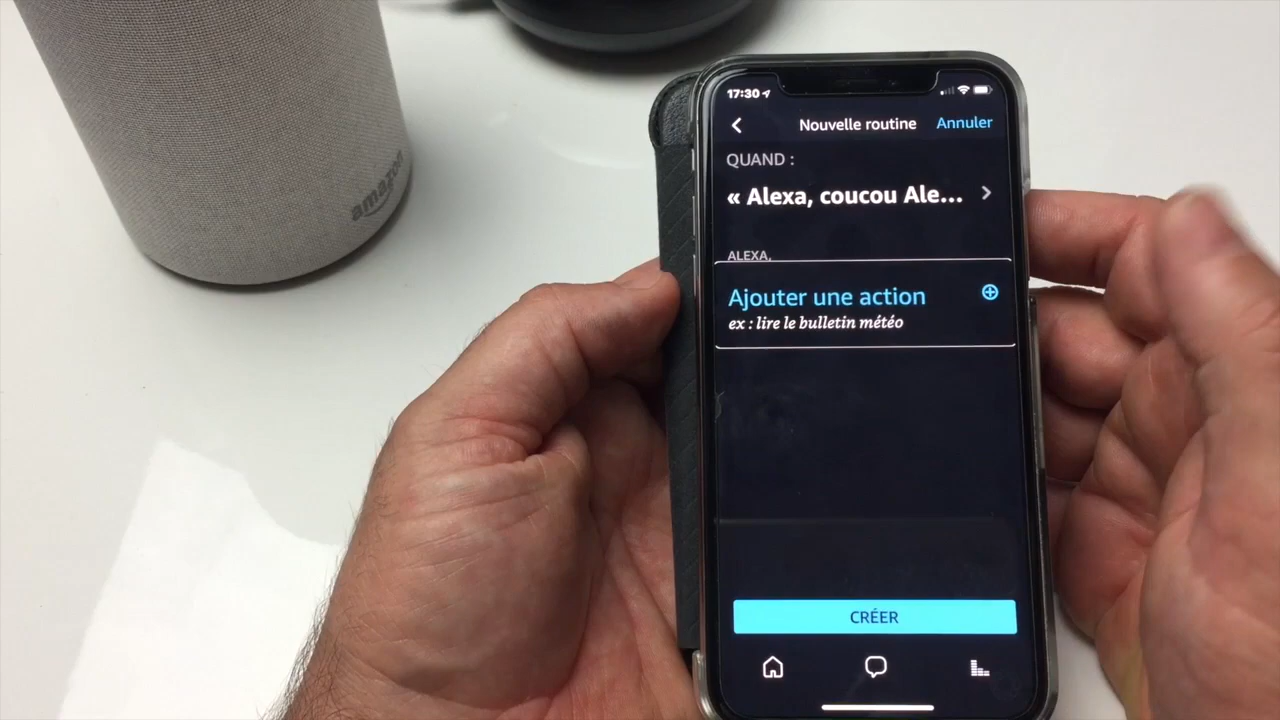 amazon
17:30
Nouvelle routine
Annuler
QUAND :
« Alexa, coucou Ale...
ALEXA,
Ajouter une action
ex : lire le bulletin météo
CRÉER